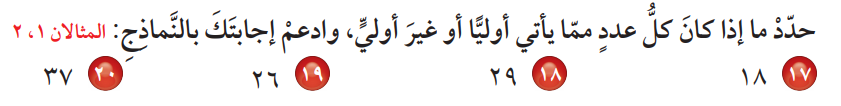 حدّدْ ما إذا كانَ كلُّ عددٍ ممّا يأتي أوليًّا أو غيرَ أوليٍّ، وادعمْ إجابتَكَ بالنَّماذجِ: المثالان ١، ٢
١٧ ١٨ ١٨ ٢٩ ١٩ ٢٦ ٢٠ ٣٧